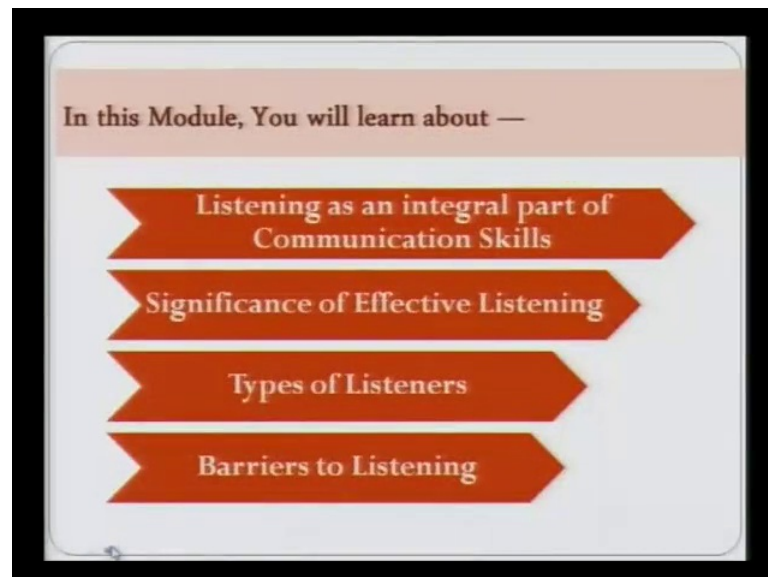 In this Module, You will learn about —
Listening as an integral part of
Communication Skills
Significance of Effective Listening
Types of Listeners
Barriers to Listening